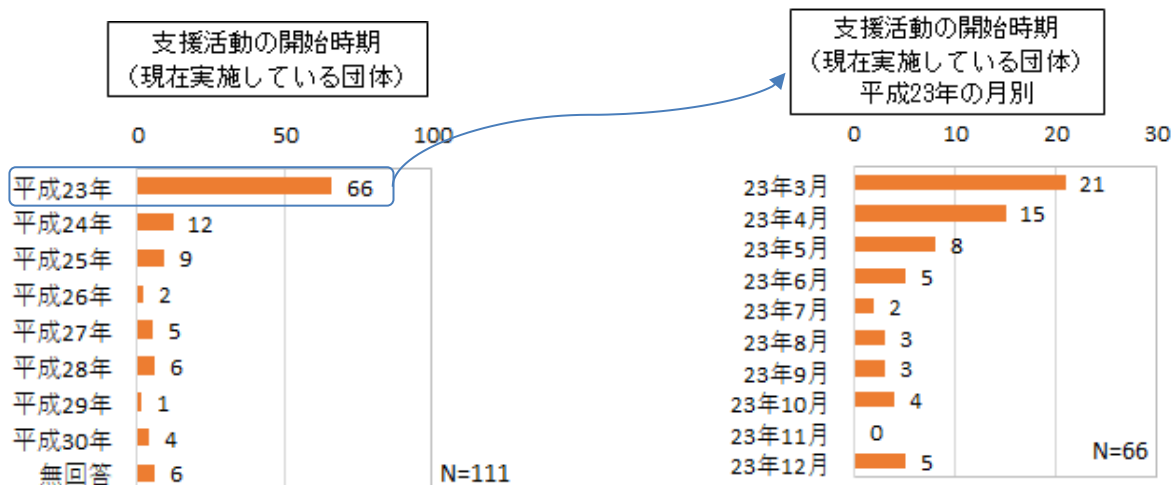 支援活動の開始時期
（現在実施している団体）
0 50 100
平成23年 66
平成24年 12
平成25年 9
平成26年 2
平成27年 5
平成28年 6
平成29年 1
平成30年 4
無回答 6
N=111
支援活動の開始時期
（現在実施している団体）
平成23年の月別
0 10 20 30
23年3月 21
23年4月 15
23年5月 8
23年6月 5
23年7月 2
23年8月 3
23年9月 3
23年10月 4
23年11月 0
23年12月 5
N=66